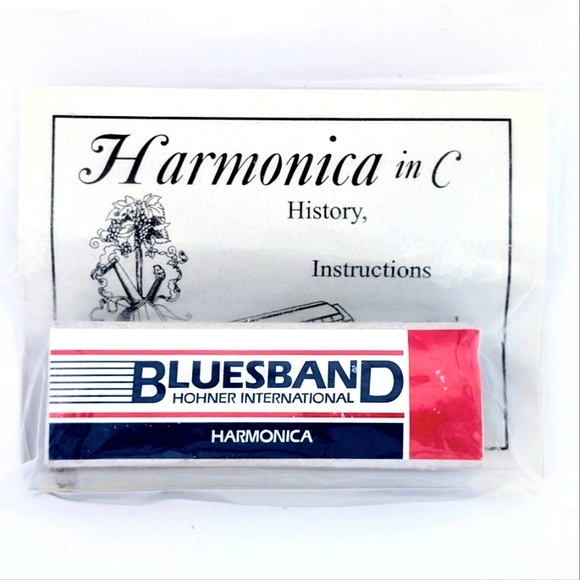 Harmonica in C
History,
Instructions
BLUESBAND
HOHNER INTERNATIONAL
HARMONICA